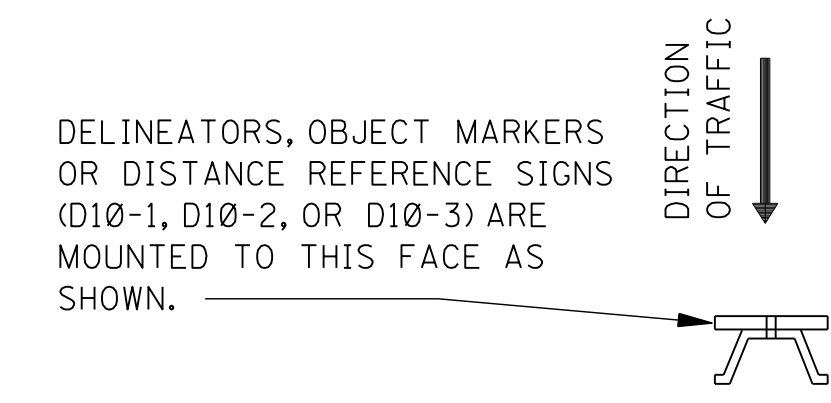 DELINEATORS, OBJECT MARKERS
OR DISTANCE REFERENCE SIGNS
(D10-1, D10-2, OR D10-3) ARE
MOUNTED TO THIS FACE AS
SHOWN.
DIRECTION
OF TRAFFIC